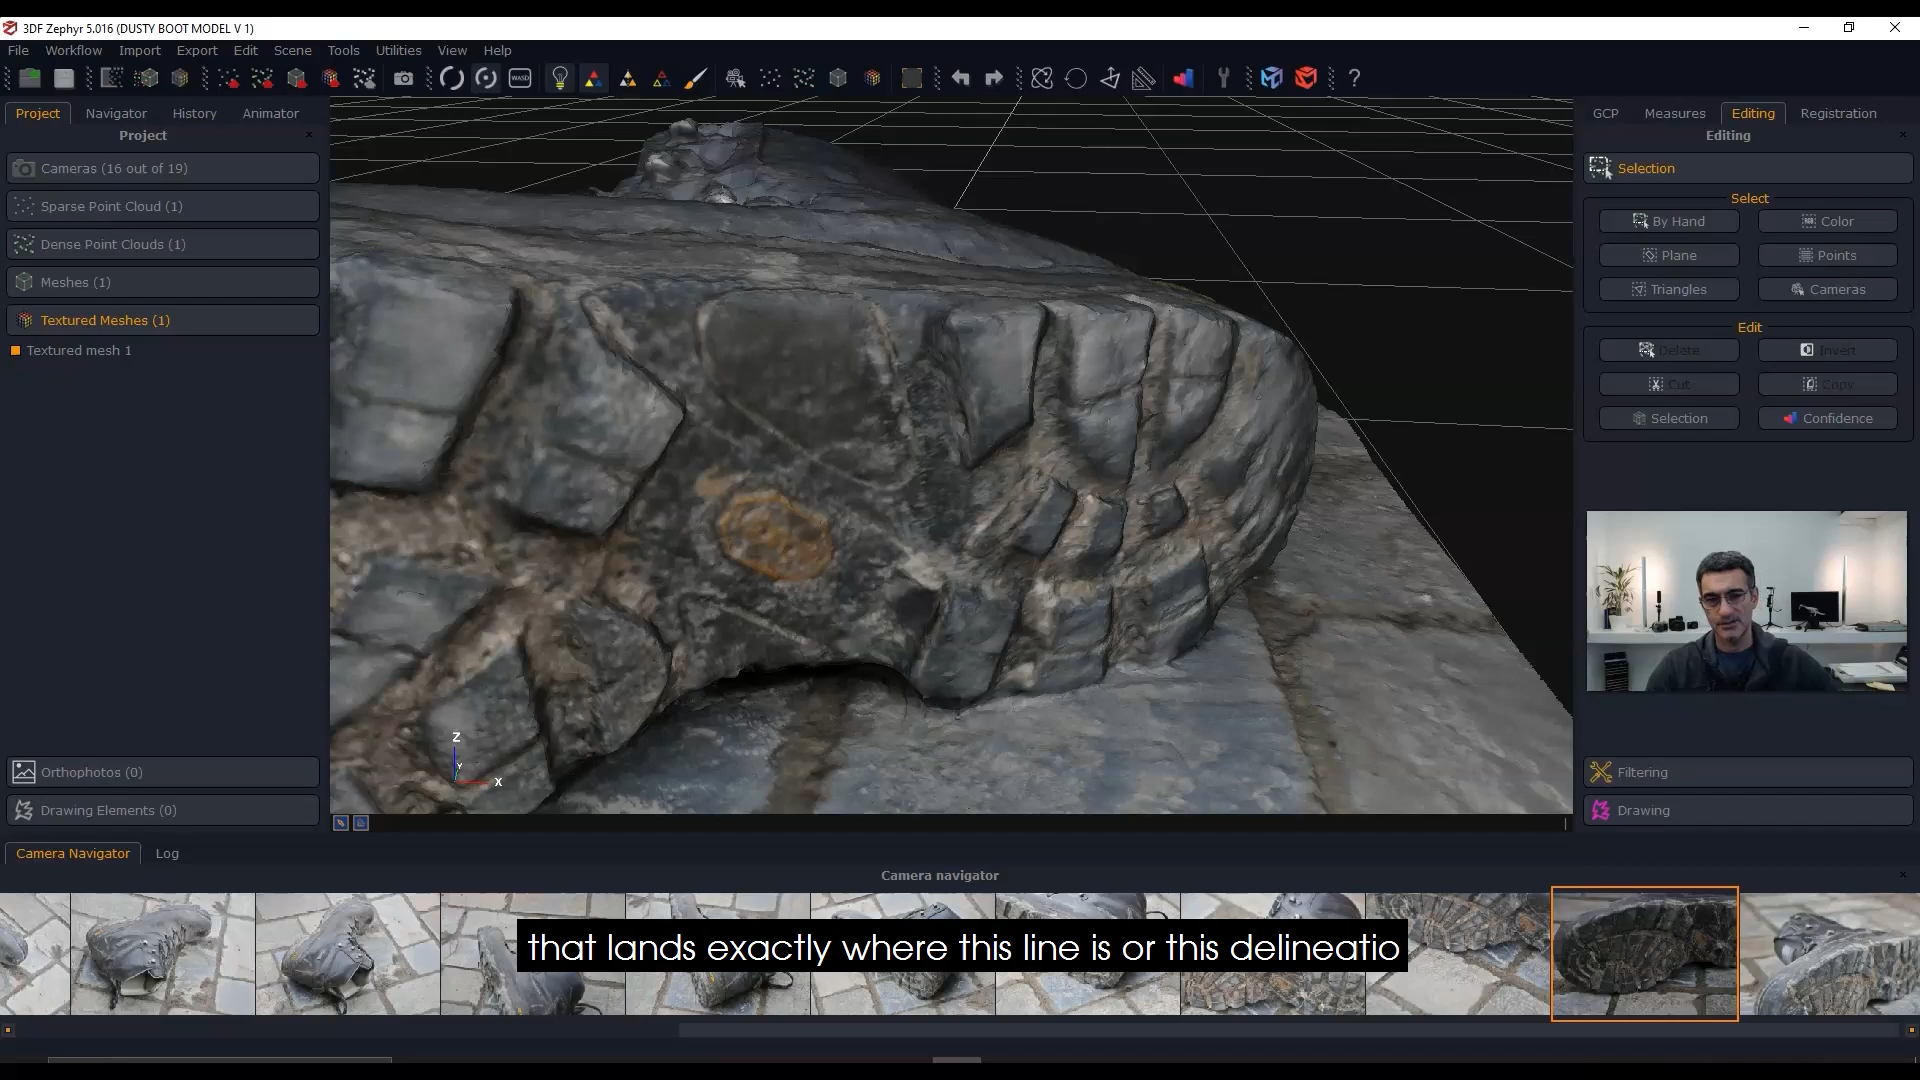 3DF Zephyr 5.016 (DUSTY BOOT MODEL V 1)
File Workflow Import Export Edit Scene Tools Utilities View Help
WASD
Project Navigator History Animator
Project
Cameras (16 out of 19)
Sparse Point Cloud (1)
Dense Point Clouds (1)
Meshes (1)
Textured Meshes (1)
Textured mesh 1
Orthophotos (0)
Drawing Elements (0)
Z
Y
X
GCP Measures Editing Registration
Editing
Selection
Select
By Hand Color
Plane Points
Triangles Cameras
Edit
Delete Invert
Cut Copy
Selection Confidence
Filtering
Drawing
Camera Navigator Log
Camera navigator
that lands exactly where this line is or this delineatio